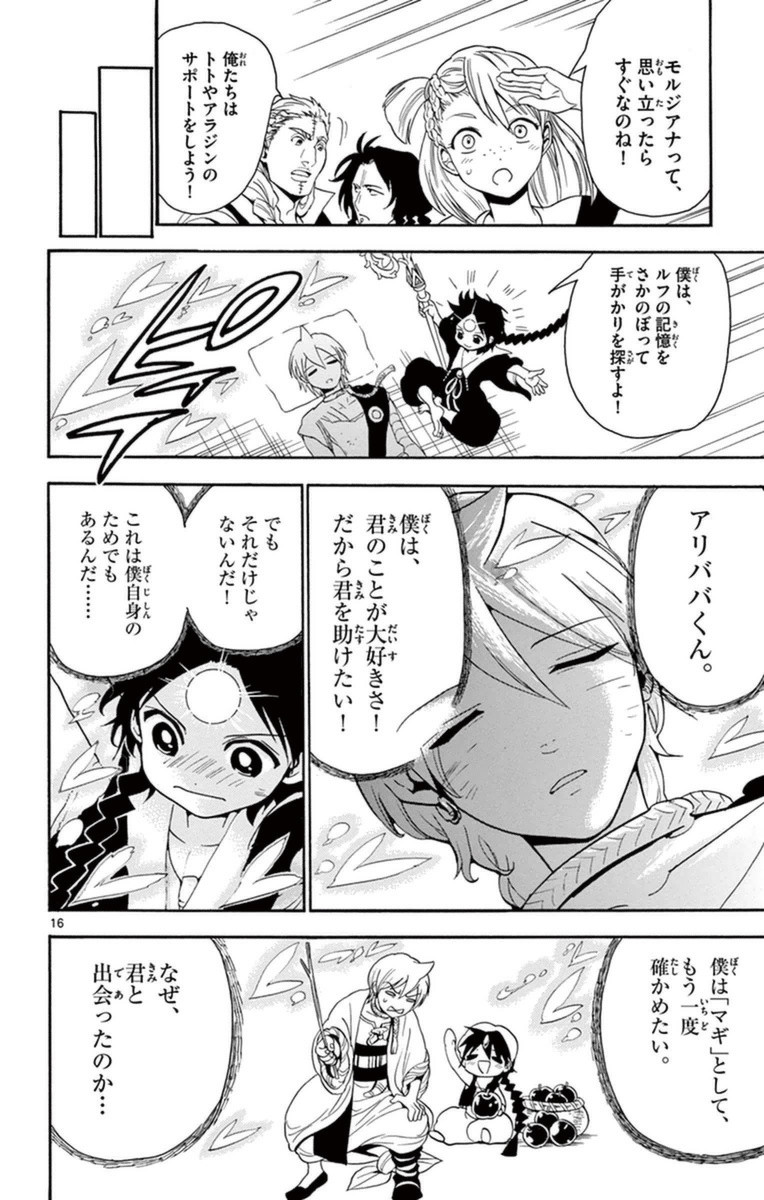 モルジアナって、
思い立ったら
すぐなのね!
俺たちは
トトやアラジンの
サポートをしよう!
僕は、
ルフの記憶を
さかのぼって
手がかりを探すよ!
ピィィ
アリババくん。
僕は、
君のことが大好きさ!
だから君を助けたい!
でも
それだけじゃ
ないんだ!
これは僕自身の
ためでも
あるんだ……
16
僕は「マギ」として、
もう一度
確かめたい。
なぜ、
君と
出会ったのか…